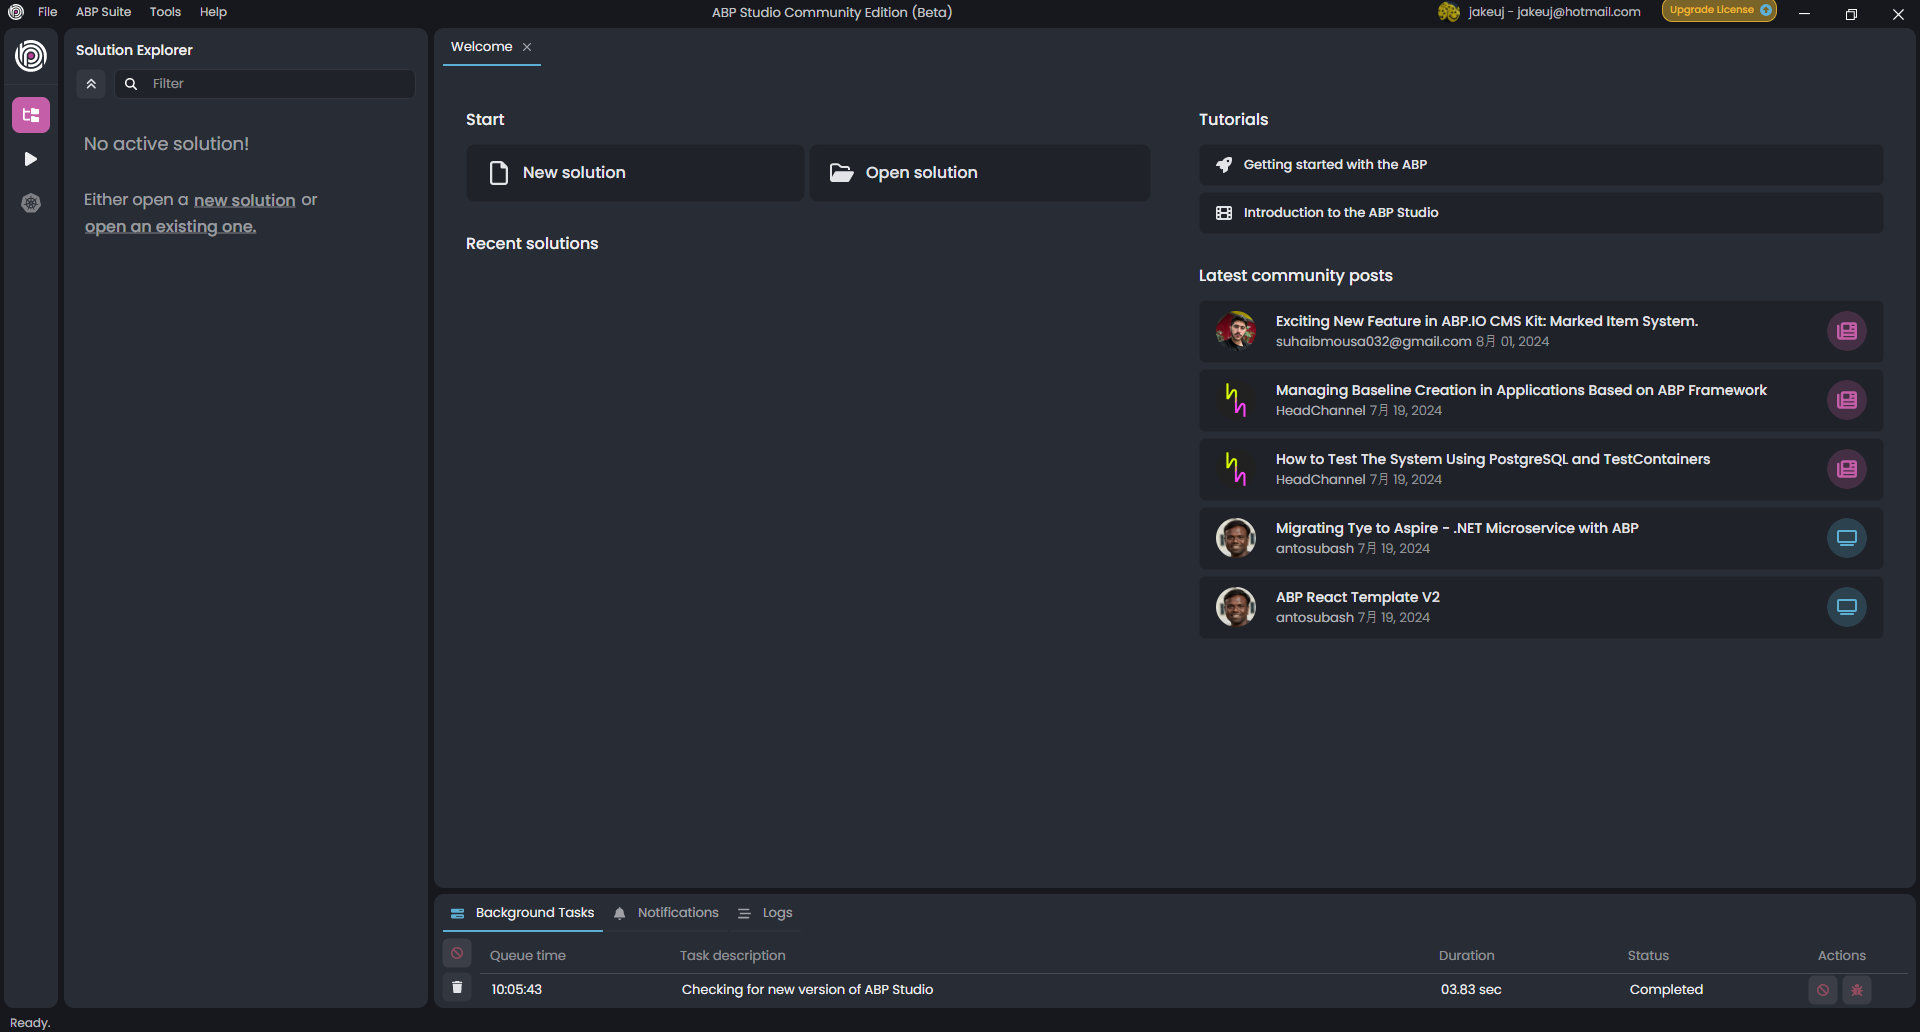 File ABP Suite Tools Help
ABP Studio Community Edition (Beta)
jakeuj - jakeuj@hotmail.com
Upgrade License
Solution Explorer
Filter
No active solution!
Either open a new solution or
open an existing one.
Welcome
Start
New solution
Open solution
Recent solutions
Tutorials
Getting started with the ABP
Introduction to the ABP Studio
Latest community posts
Exciting New Feature in ABP.IO CMS Kit: Marked Item System.
suhaibmousa032@gmail.com 8月 01, 2024
Managing Baseline Creation in Applications Based on ABP Framework
HeadChannel 7月 19, 2024
How to Test The System Using PostgreSQL and TestContainers
HeadChannel 7月 19, 2024
Migrating Tye to Aspire - .NET Microservice with ABP
antosubash 7月 19, 2024
ABP React Template V2
antosubash 7月 19, 2024
Background Tasks Notifications Logs
Queue time Task description Duration Status Actions
10:05:43 Checking for new version of ABP Studio 03.83 sec Completed
Ready.